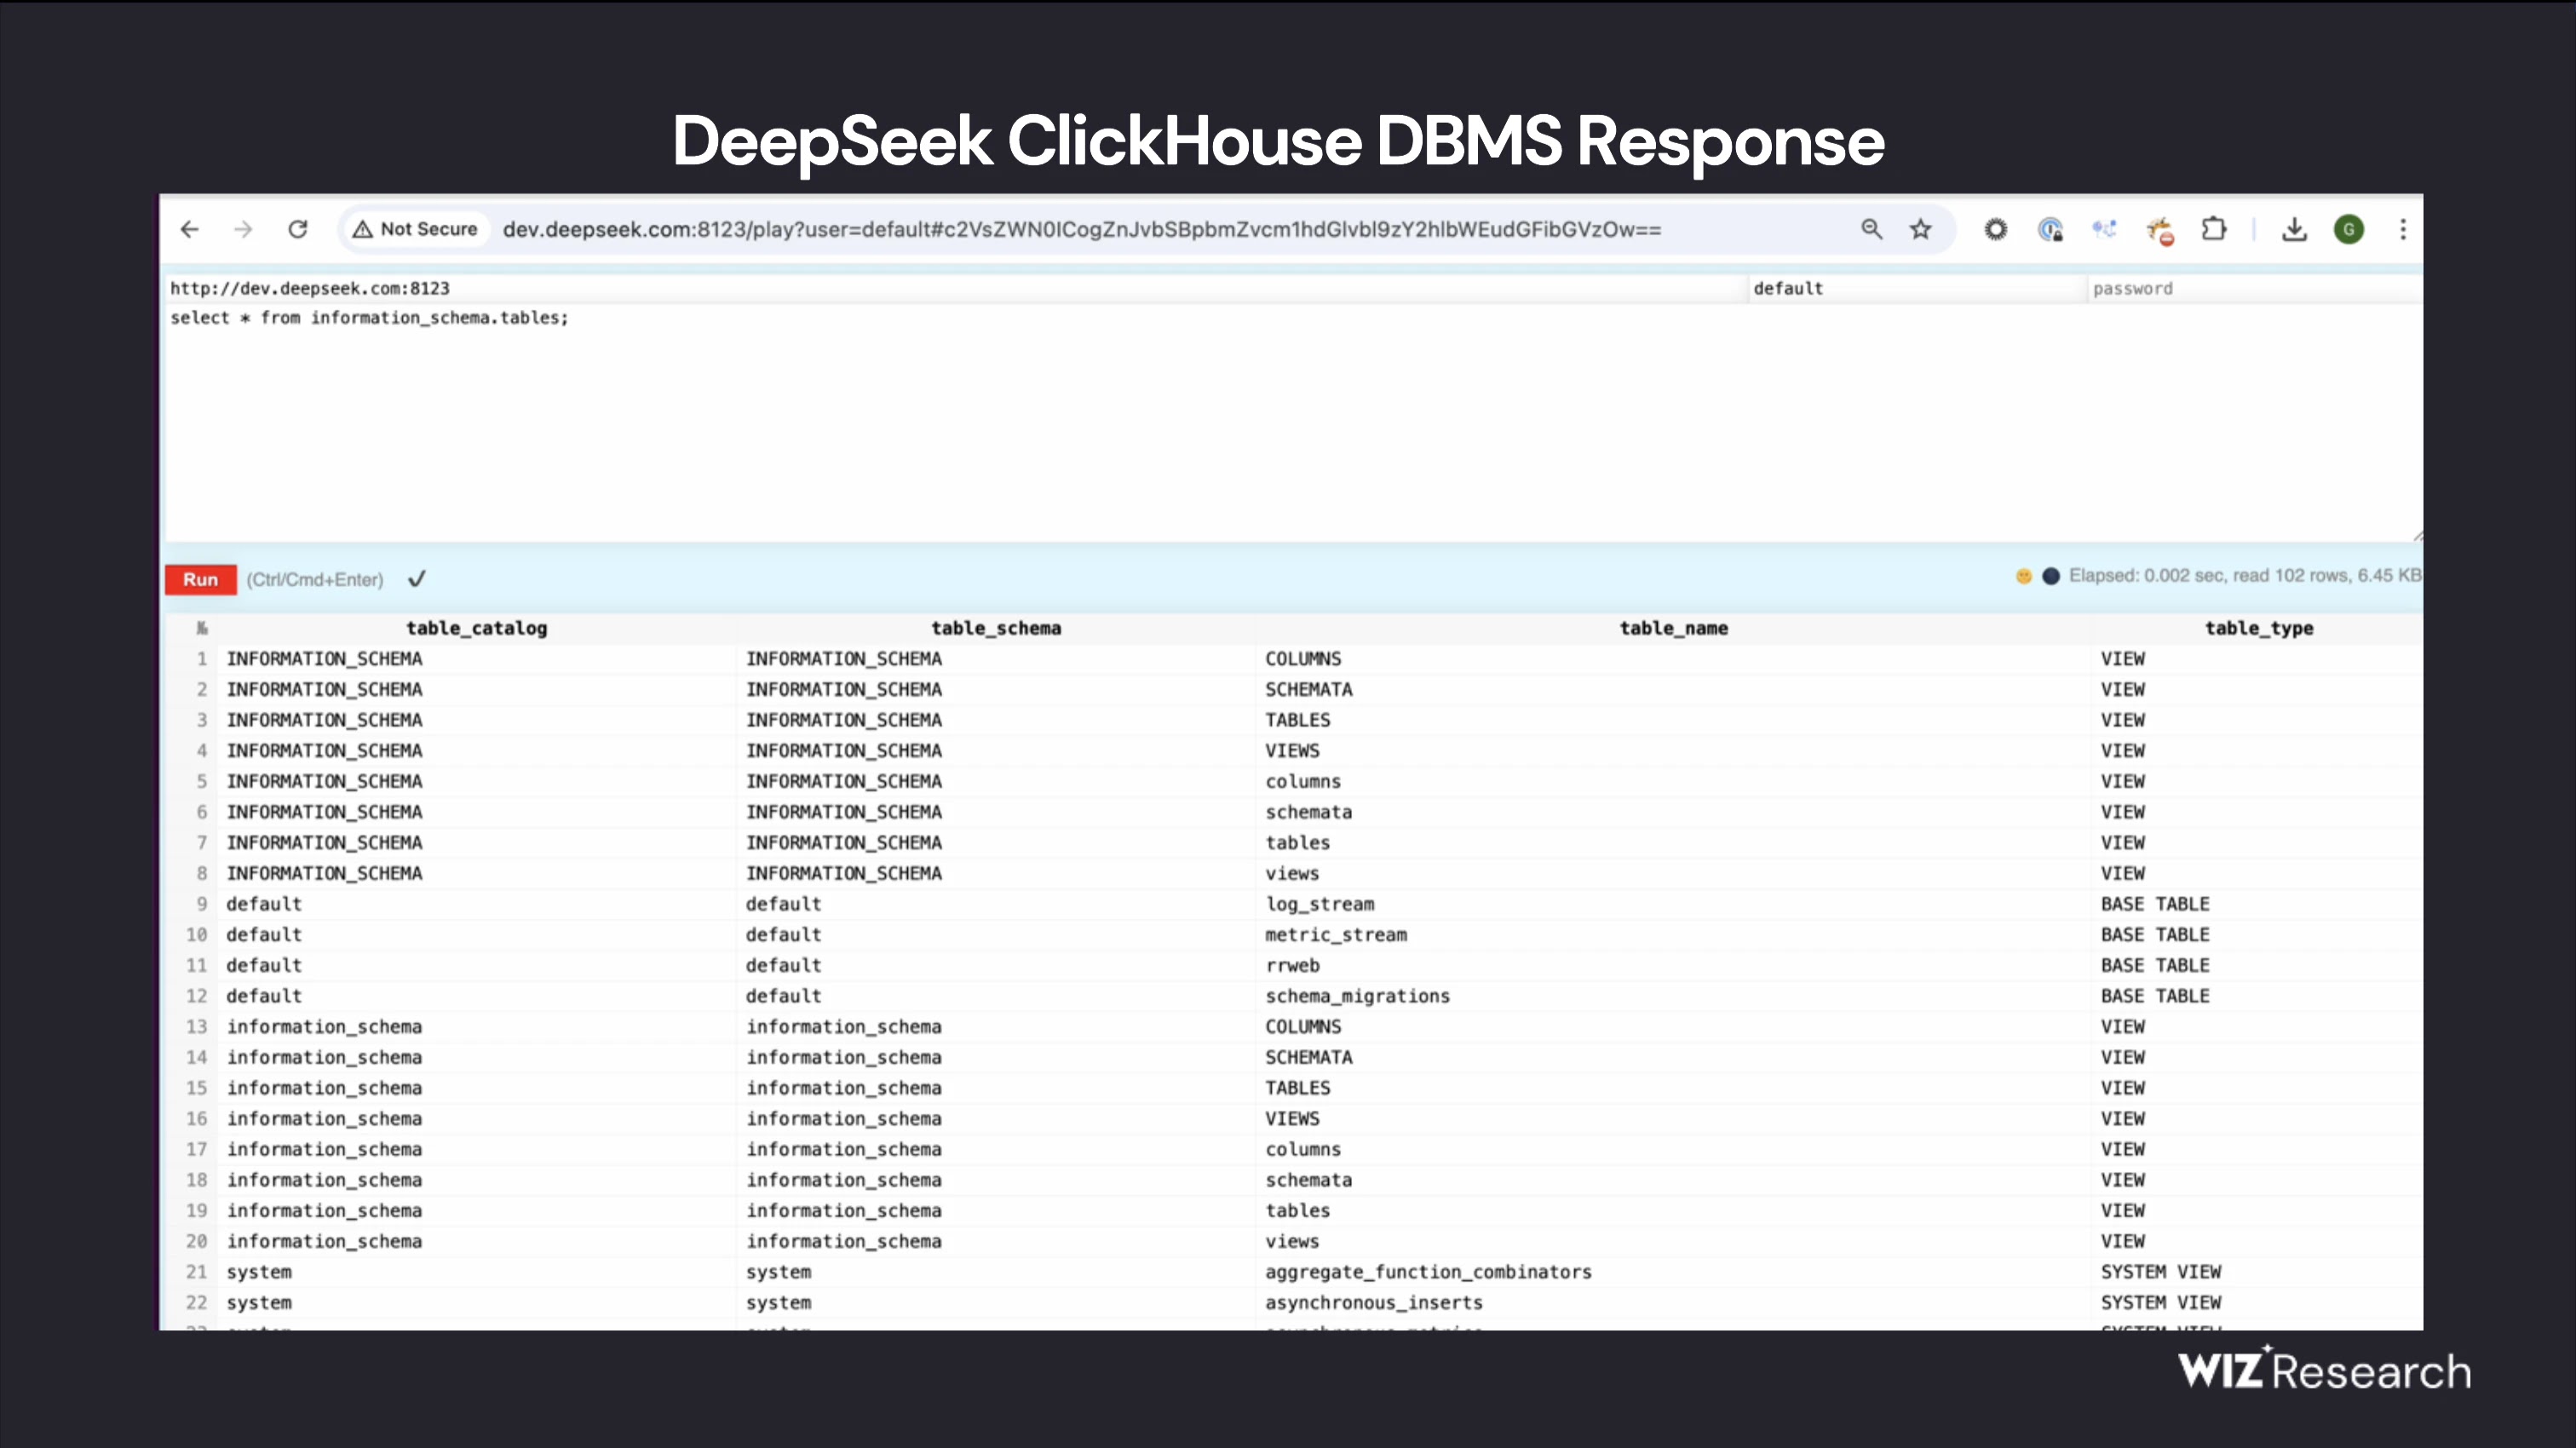 DeepSeek ClickHouse DBMS Response
Not Secure dev.deepseek.com:8123/play?user=default#c2VsZWN0ICogZnJvbSBpbmZvcm1hdGlvbl9zY2hlbWEudGFibGVzOw== G
http://dev.deepseek.com:8123 default password
select * from information_schema.tables;
Run (Ctrl/Cmd+Enter) ✓ Elapsed: 0.002 sec, read 102 rows, 6.45 KB
№ table_catalog table_schema table_name table_type
1 INFORMATION_SCHEMA INFORMATION_SCHEMA COLUMNS VIEW
2 INFORMATION_SCHEMA INFORMATION_SCHEMA SCHEMATA VIEW
3 INFORMATION_SCHEMA INFORMATION_SCHEMA TABLES VIEW
4 INFORMATION_SCHEMA INFORMATION_SCHEMA VIEWS VIEW
5 INFORMATION_SCHEMA INFORMATION_SCHEMA columns VIEW
6 INFORMATION_SCHEMA INFORMATION_SCHEMA schemata VIEW
7 INFORMATION_SCHEMA INFORMATION_SCHEMA tables VIEW
8 INFORMATION_SCHEMA INFORMATION_SCHEMA views VIEW
9 default default log_stream BASE TABLE
10 default default metric_stream BASE TABLE
11 default default rrweb BASE TABLE
12 default default schema_migrations BASE TABLE
13 information_schema information_schema COLUMNS VIEW
14 information_schema information_schema SCHEMATA VIEW
15 information_schema information_schema TABLES VIEW
16 information_schema information_schema VIEWS VIEW
17 information_schema information_schema columns VIEW
18 information_schema information_schema schemata VIEW
19 information_schema information_schema tables VIEW
20 information_schema information_schema views VIEW
21 system system aggregate_function_combinators SYSTEM VIEW
22 system system asynchronous_inserts SYSTEM VIEW
WIZ Research